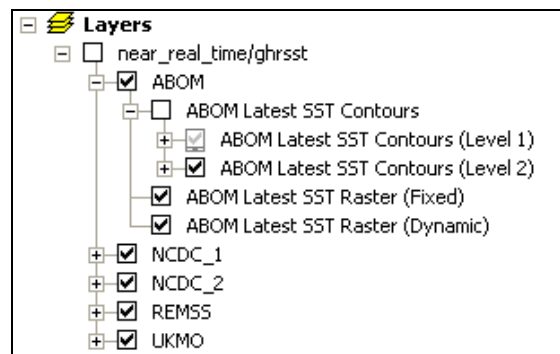 Layers
near_real_time/ghrsst
ABOM
ABOM Latest SST Contours
ABOM Latest SST Contours (Level 1)
ABOM Latest SST Contours (Level 2)
ABOM Latest SST Raster (Fixed)
ABOM Latest SST Raster (Dynamic)
NCDC_1
NCDC_2
REMSS
UKMO